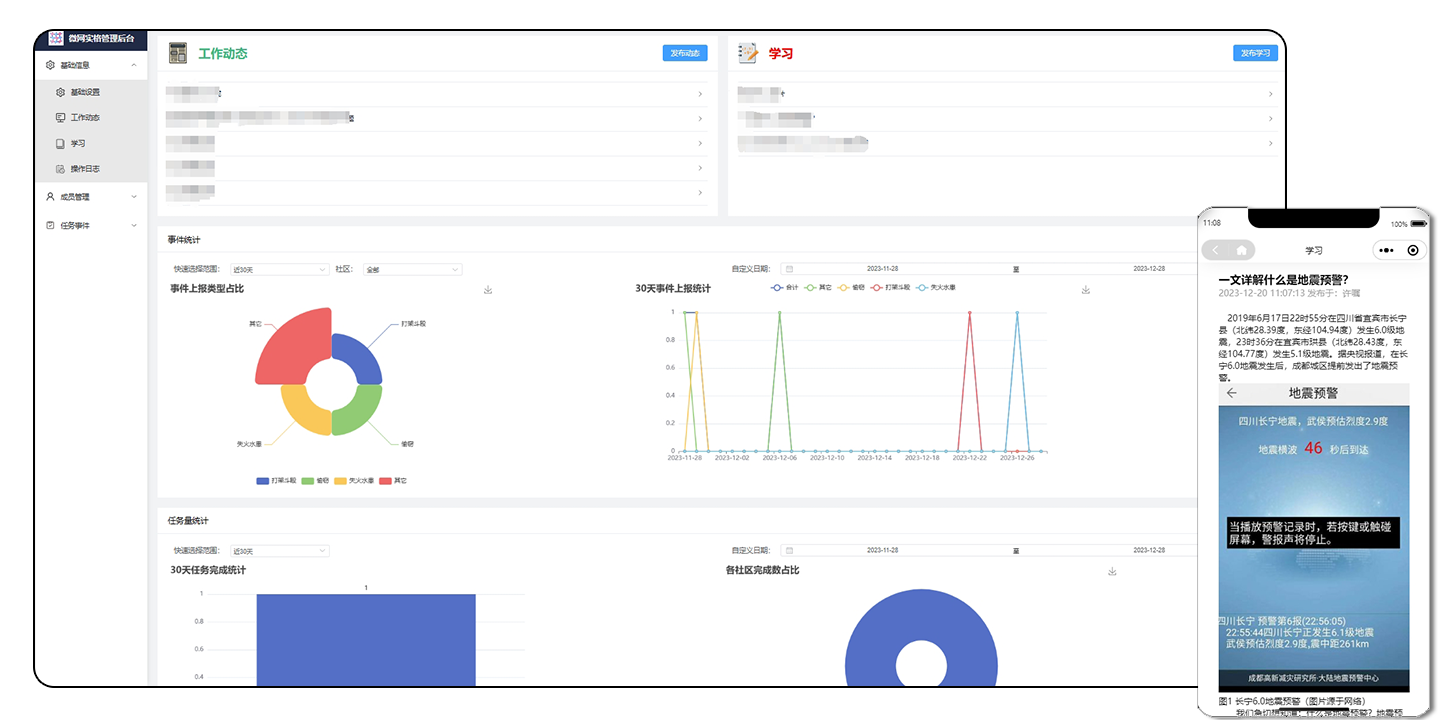 微网实格管理后台
基础信息
基础设置
工作动态
学习
操作日志
成员管理
任务事件
工作动态
发布动态
学习
发布学习
事件统计
快速选择范围: 近30天 社区: 全部
自定义日期: 2023-11-28 至 2023-12-28
事件上报类型占比
其它
打架斗殴
失火水患
偷窃
打架斗殴 偷窃 失火水患 其它
30天事件上报统计
合计 其它 偷窃 打架斗殴 失火水患
1
0.8
0.6
0.4
0.2
0
2023-11-28 2023-12-02 2023-12-06 2023-12-10 2023-12-14 2023-12-18 2023-12-22 2023-12-26
任务量统计
快速选择范围: 近30天
自定义日期: 2023-11-28 至 2023-12-28
30天任务完成统计
1
1
0.8
0.6
0.4
各社区完成数占比
11:08 100%
学习
一文详解什么是地震预警?
2023-12-20 11:07:13 发布于: 许嘱
2019年6月17日22时55分在四川省宜宾市长宁
县（北纬28.39度，东经104.94度）发生6.0级地
震，23时36分在宜宾市珙县（北纬28.43度，东
经104.77度）发生5.1级地震。据央视报道，在长
宁6.0地震发生后，成都城区提前发出了地震预
警。
地震预警
四川长宁地震，武侯预估烈度2.9度
地震横波 46 秒后到达
当播放预警记录时，若按键或触碰
屏幕，警报声将停止。
四川长宁 预警第6报(22:56:05)
22:55:44四川长宁正发生6.1级地震
武侯预估烈度2.9度,震中距261km
成都高新减灾研究所·大陆地震预警中心
图1 长宁6.0地震预警（图片源于网络）